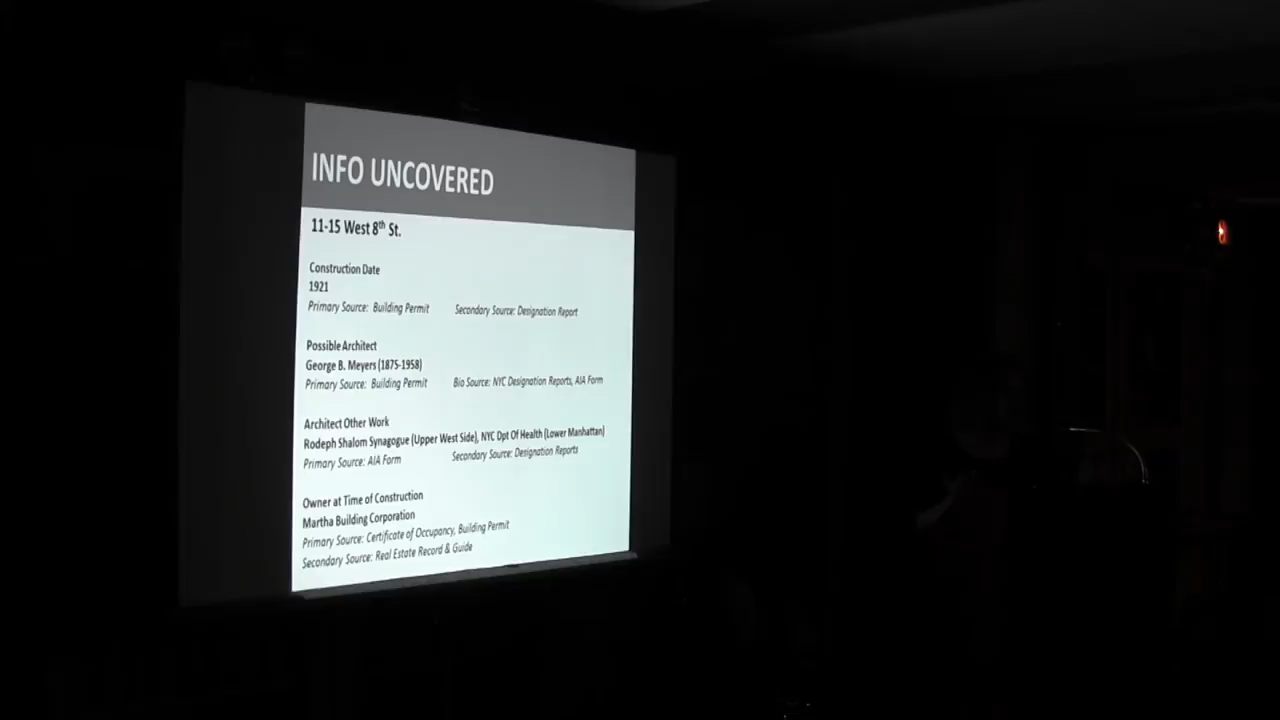 INFO UNCOVERED
11-15 West 8th St.
Construction Date
1921
Primary Source: Building Permit Secondary Source: Designation Report
Possible Architect
George B. Meyers (1875-1958)
Primary Source: Building Permit Bio Source: NYC Designation Reports, AIA Form
Architect Other Work
Rodeph Shalom Synagogue (Upper West Side), NYC Dpt Of Health (Lower Manhattan)
Primary Source: AIA Form Secondary Source: Designation Reports
Owner at Time of Construction
Martha Building Corporation
Primary Source: Certificate of Occupancy, Building Permit
Secondary Source: Real Estate Record & Guide